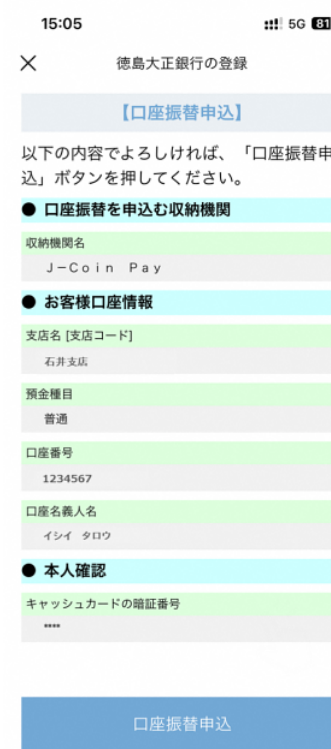 15:05
5G 81
徳島大正銀行の登録
【口座振替申込】
以下の内容でよろしければ、「口座振替申
込」ボタンを押してください。
● 口座振替を申込む収納機関
収納機関名
J-Coin Pay
● お客様口座情報
支店名 [支店コード]
石井支店
預金種目
普通
口座番号
1234567
口座名義人名
イシイ タロウ
● 本人確認
キャッシュカードの暗証番号
****
口座振替申込